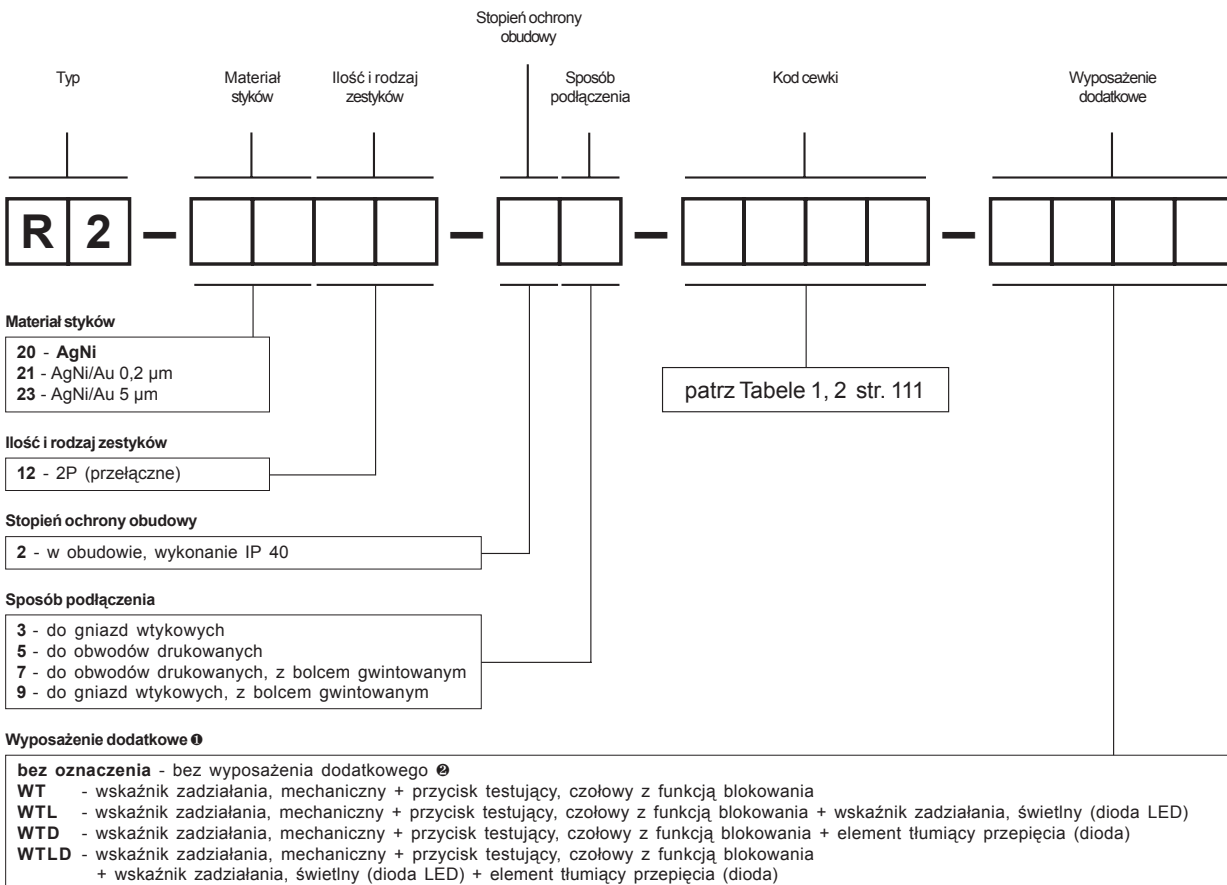 Stopień ochrony
obudowy
Typ
Materiał
styków
Ilość i rodzaj
zestyków
Sposób
podłączenia
Kod cewki
Wyposażenie
dodatkowe
R 2 – – – –
Materiał styków
20 - AgNi
21 - AgNi/Au 0,2 µm
23 - AgNi/Au 5 µm
patrz Tabele 1, 2 str. 111
Ilość i rodzaj zestyków
12 - 2P (przełączne)
Stopień ochrony obudowy
2 - w obudowie, wykonanie IP 40
Sposób podłączenia
3 - do gniazd wtykowych
5 - do obwodów drukowanych
7 - do obwodów drukowanych, z bolcem gwintowanym
9 - do gniazd wtykowych, z bolcem gwintowanym
Wyposażenie dodatkowe ❶
bez oznaczenia - bez wyposażenia dodatkowego ❷
WT - wskaźnik zadziałania, mechaniczny + przycisk testujący, czołowy z funkcją blokowania
WTL - wskaźnik zadziałania, mechaniczny + przycisk testujący, czołowy z funkcją blokowania + wskaźnik zadziałania, świetlny (dioda LED)
WTD - wskaźnik zadziałania, mechaniczny + przycisk testujący, czołowy z funkcją blokowania + element tłumiący przepięcia (dioda)
WTLD - wskaźnik zadziałania, mechaniczny + przycisk testujący, czołowy z funkcją blokowania
+ wskaźnik zadziałania, świetlny (dioda LED) + element tłumiący przepięcia (dioda)